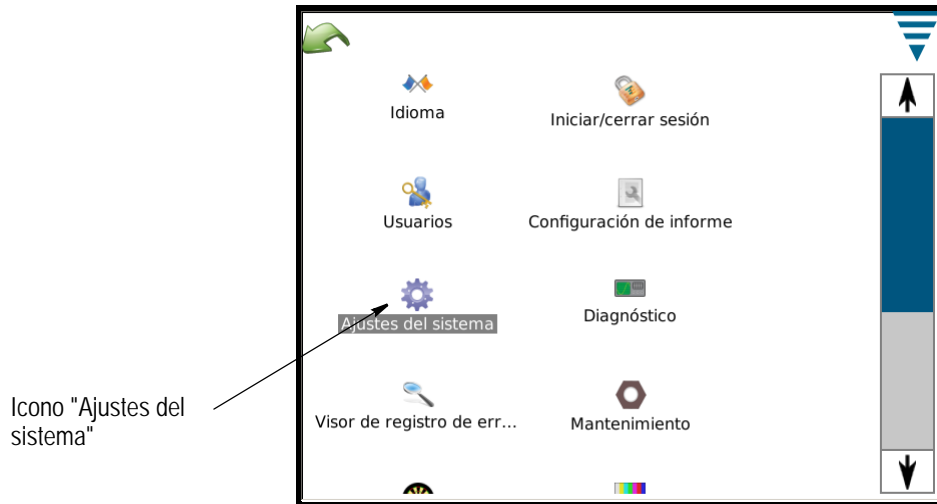 Idioma
Iniciar/cerrar sesión
Usuarios
Configuración de informe
Ajustes del sistema
Diagnóstico
Visor de registro de err...
Mantenimiento
Icono "Ajustes del
sistema"